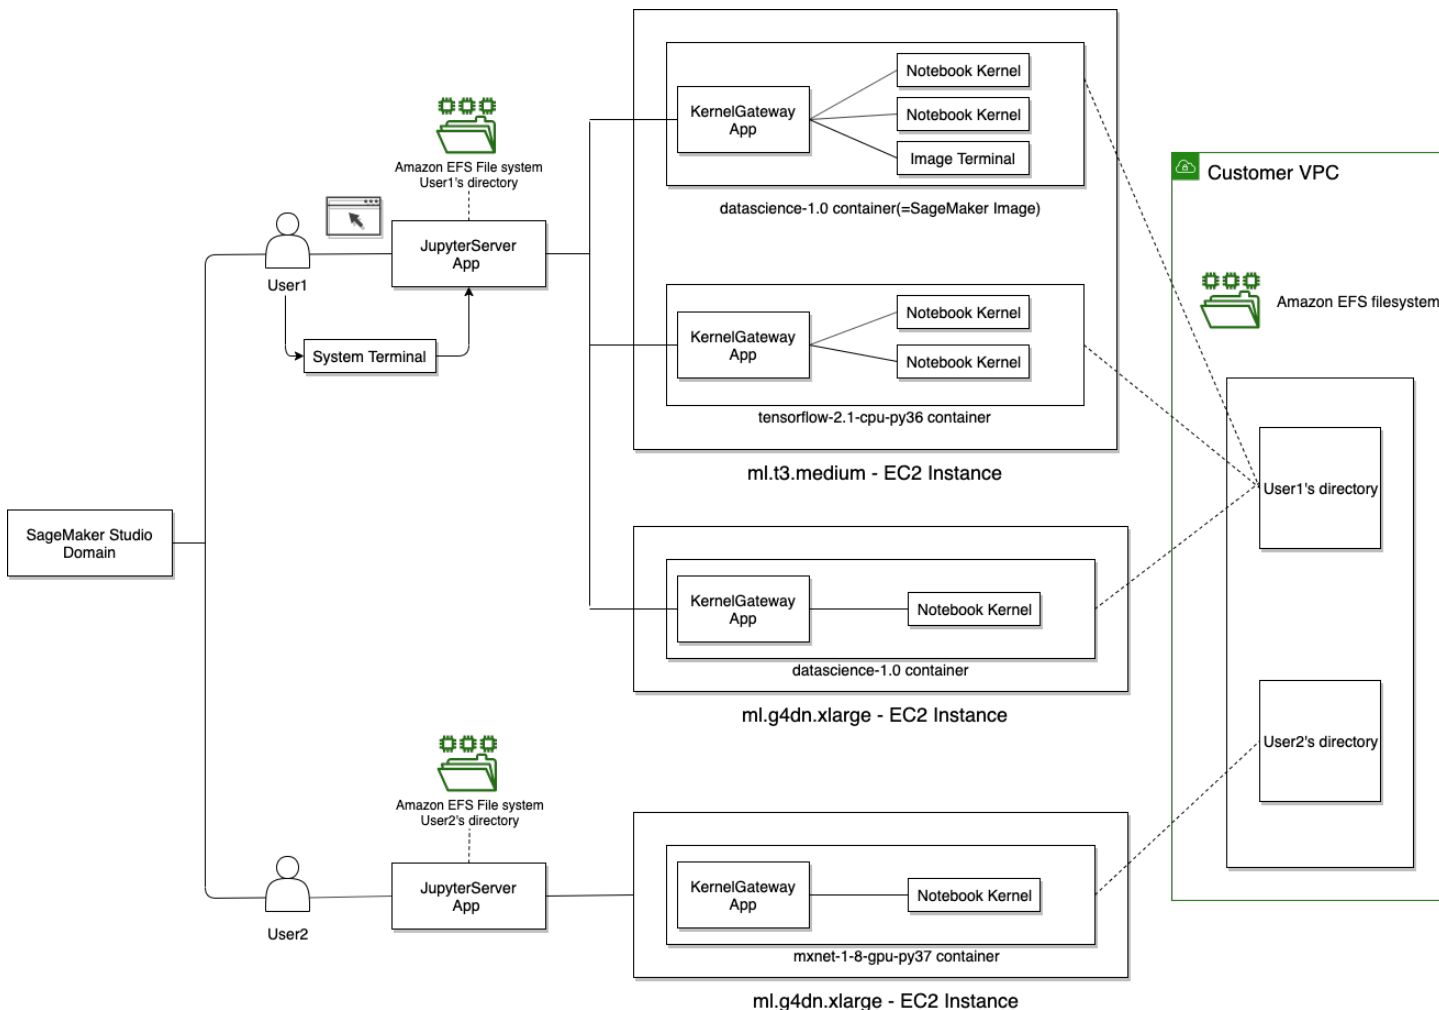 Notebook Kernel
KernelGateway
App
Notebook Kernel
Image Terminal
datascience-1.0 container(=SageMaker Image)
Amazon EFS File system
User1's directory
JupyterServer
App
User1
System Terminal
Notebook Kernel
KernelGateway
App
Notebook Kernel
tensorflow-2.1-cpu-py36 container
ml.t3.medium - EC2 Instance
Customer VPC
Amazon EFS filesystem
User1's directory
User2's directory
SageMaker Studio
Domain
KernelGateway
App
Notebook Kernel
datascience-1.0 container
ml.g4dn.xlarge - EC2 Instance
Amazon EFS File system
User2's directory
JupyterServer
App
User2
KernelGateway
App
Notebook Kernel
mxnet-1-8-gpu-py37 container
ml.g4dn.xlarge - EC2 Instance